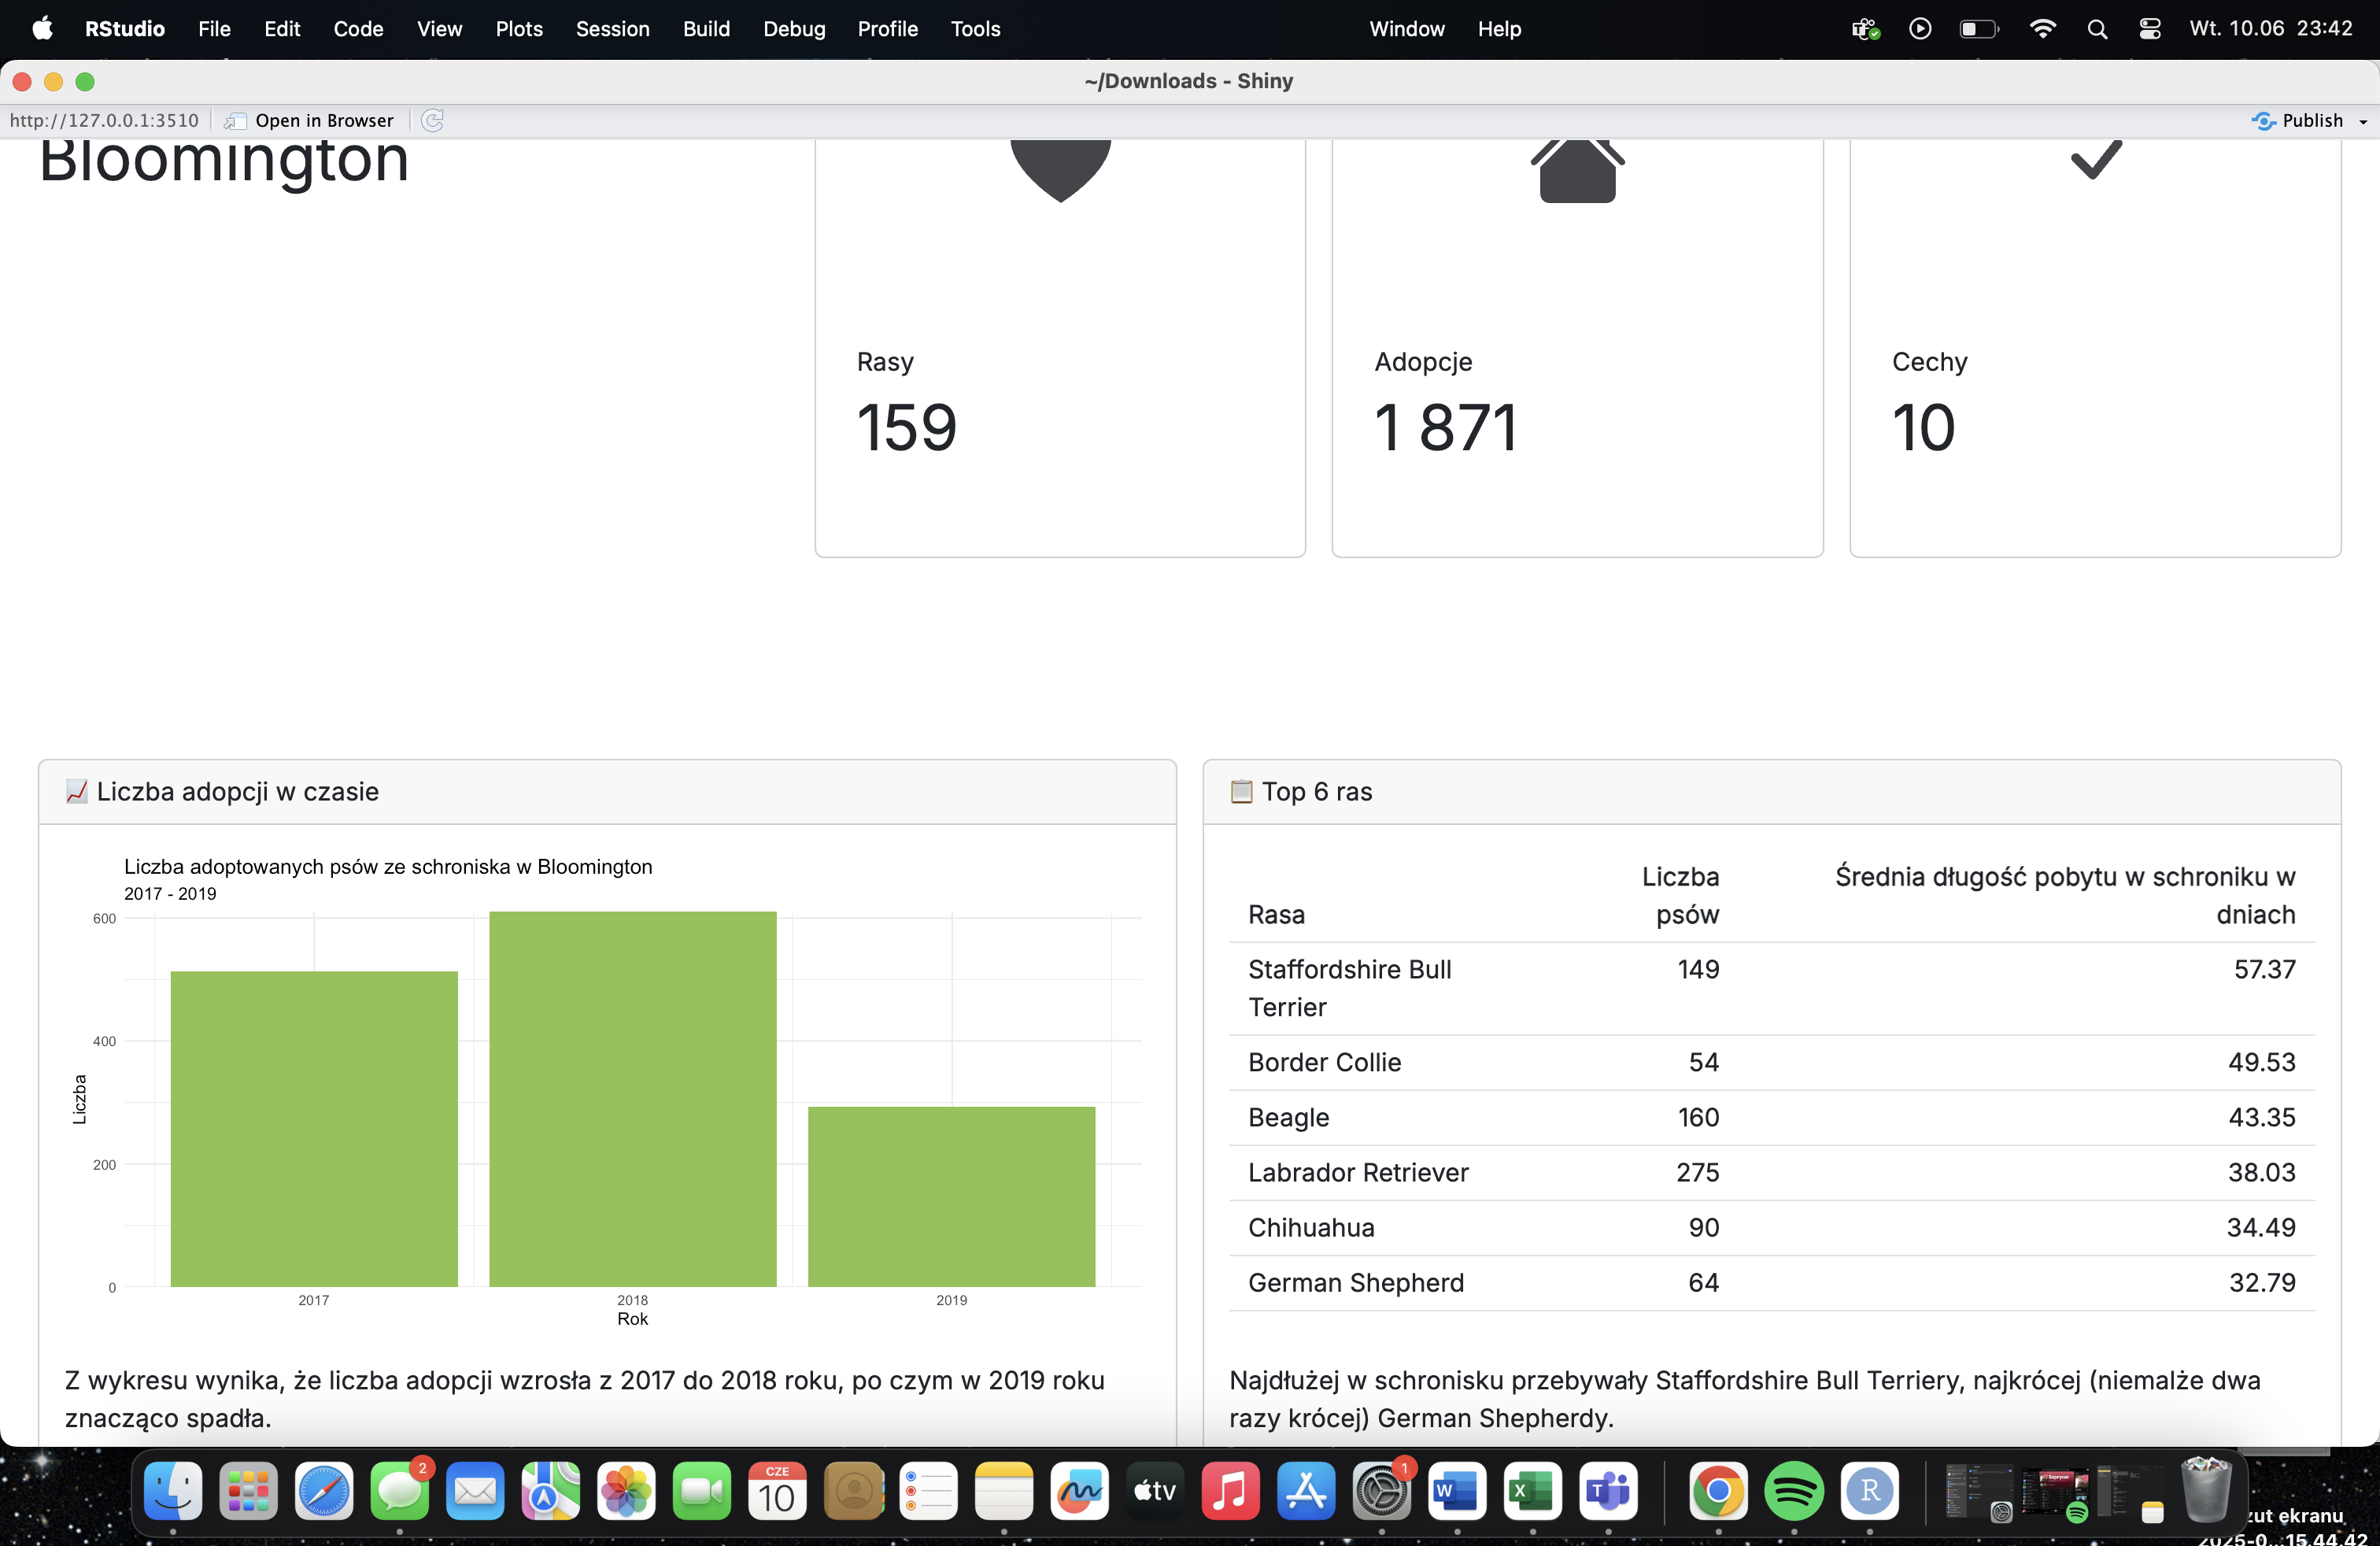 RStudio File Edit Code View Plots Session Build Debug Profile Tools Window Help Wt. 10.06 23:42
~/Downloads - Shiny
http://127.0.0.1:3510 Open in Browser Publish
Bloomington
Rasy
159
Adopcje
1 871
Cechy
10
Liczba adopcji w czasie
Liczba adoptowanych psów ze schroniska w Bloomington
2017 - 2019
600
400
200
0
Liczba
2017 2018 2019
Rok
Z wykresu wynika, że liczba adopcji wzrosła z 2017 do 2018 roku, po czym w 2019 roku
znacząco spadła.
Top 6 ras
Liczba Średnia długość pobytu w schroniku w
Rasa psów dniach
Staffordshire Bull 149 57.37
Terrier
Border Collie 54 49.53
Beagle 160 43.35
Labrador Retriever 275 38.03
Chihuahua 90 34.49
German Shepherd 64 32.79
Najdłużej w schronisku przebywały Staffordshire Bull Terriery, najkrócej (niemalże dwa
razy krócej) German Shepherdy.
2
CZE
10
tv
1
W
X
T
R
zut ekranu
2025-0...15.44.42